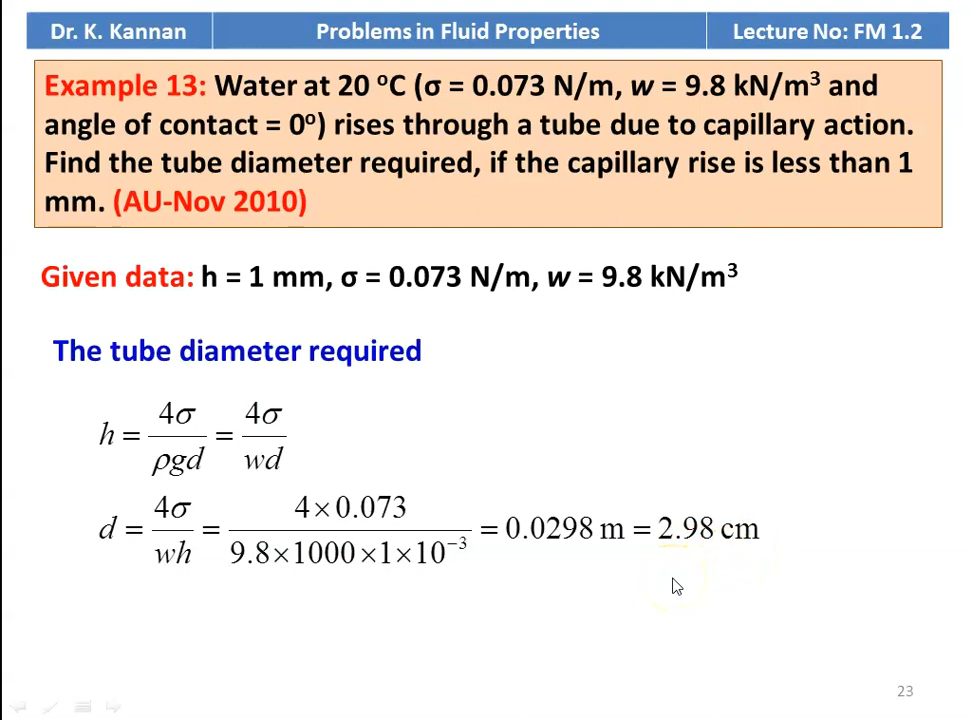 Dr. K. Kannan Problems in Fluid Properties Lecture No: FM 1.2
Example 13: Water at 20 ᵒC (σ = 0.073 N/m, w = 9.8 kN/m³ and
angle of contact = 0ᵒ) rises through a tube due to capillary action.
Find the tube diameter required, if the capillary rise is less than 1
mm. (AU-Nov 2010)
Given data: h = 1 mm, σ = 0.073 N/m, w = 9.8 kN/m³
The tube diameter required
h = 4σ/ρgd = 4σ/wd
d = 4σ/wh = 4×0.073/9.8×1000×1×10⁻³ = 0.0298 m = 2.98 cm
23